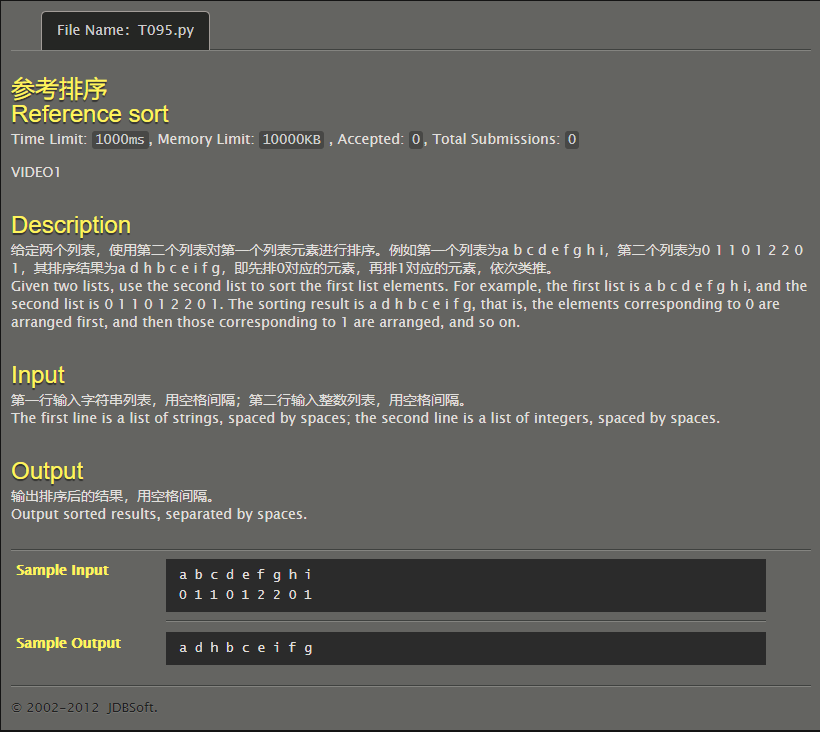 File Name: T095.py
参考排序
Reference sort
Time Limit: 1000ms, Memory Limit: 10000KB , Accepted: 0, Total Submissions: 0
VIDEO1
Description
给定两个列表，使用第二个列表对第一个列表元素进行排序。例如第一个列表为a b c d e f g h i，第二个列表为0 1 1 0 1 2 2 0
1，其排序结果为a d h b c e i f g，即先排0对应的元素，再排1对应的元素，依次类推。
Given two lists, use the second list to sort the first list elements. For example, the first list is a b c d e f g h i, and the
second list is 0 1 1 0 1 2 2 0 1. The sorting result is a d h b c e i f g, that is, the elements corresponding to 0 are
arranged first, and then those corresponding to 1 are arranged, and so on.
Input
第一行输入字符串列表，用空格间隔；第二行输入整数列表，用空格间隔。
The first line is a list of strings, spaced by spaces; the second line is a list of integers, spaced by spaces.
Output
输出排序后的结果，用空格间隔。
Output sorted results, separated by spaces.
Sample Input
a b c d e f g h i
0 1 1 0 1 2 2 0 1
Sample Output
a d h b c e i f g
© 2002-2012 JDBSoft.